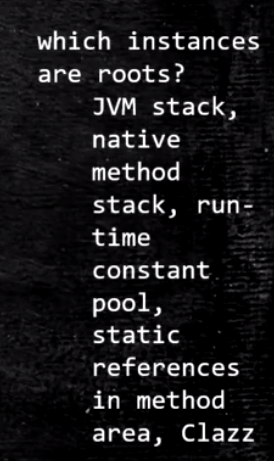 which instances
are roots?
JVM stack,
native
method
stack, run-
time
constant
pool,
static
references
in method
area, Clazz